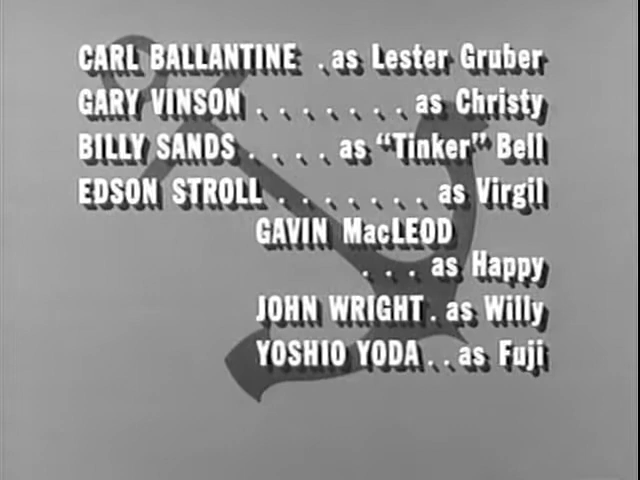 CARL BALLANTINE . as Lester Gruber
GARY VINSON . . . . . . . as Christy
BILLY SANDS . . . . as "Tinker" Bell
EDSON STROLL . . . . . . . as Virgil
GAVIN MacLEOD
. . . as Happy
JOHN WRIGHT . as Willy
YOSHIO YODA . . as Fuji